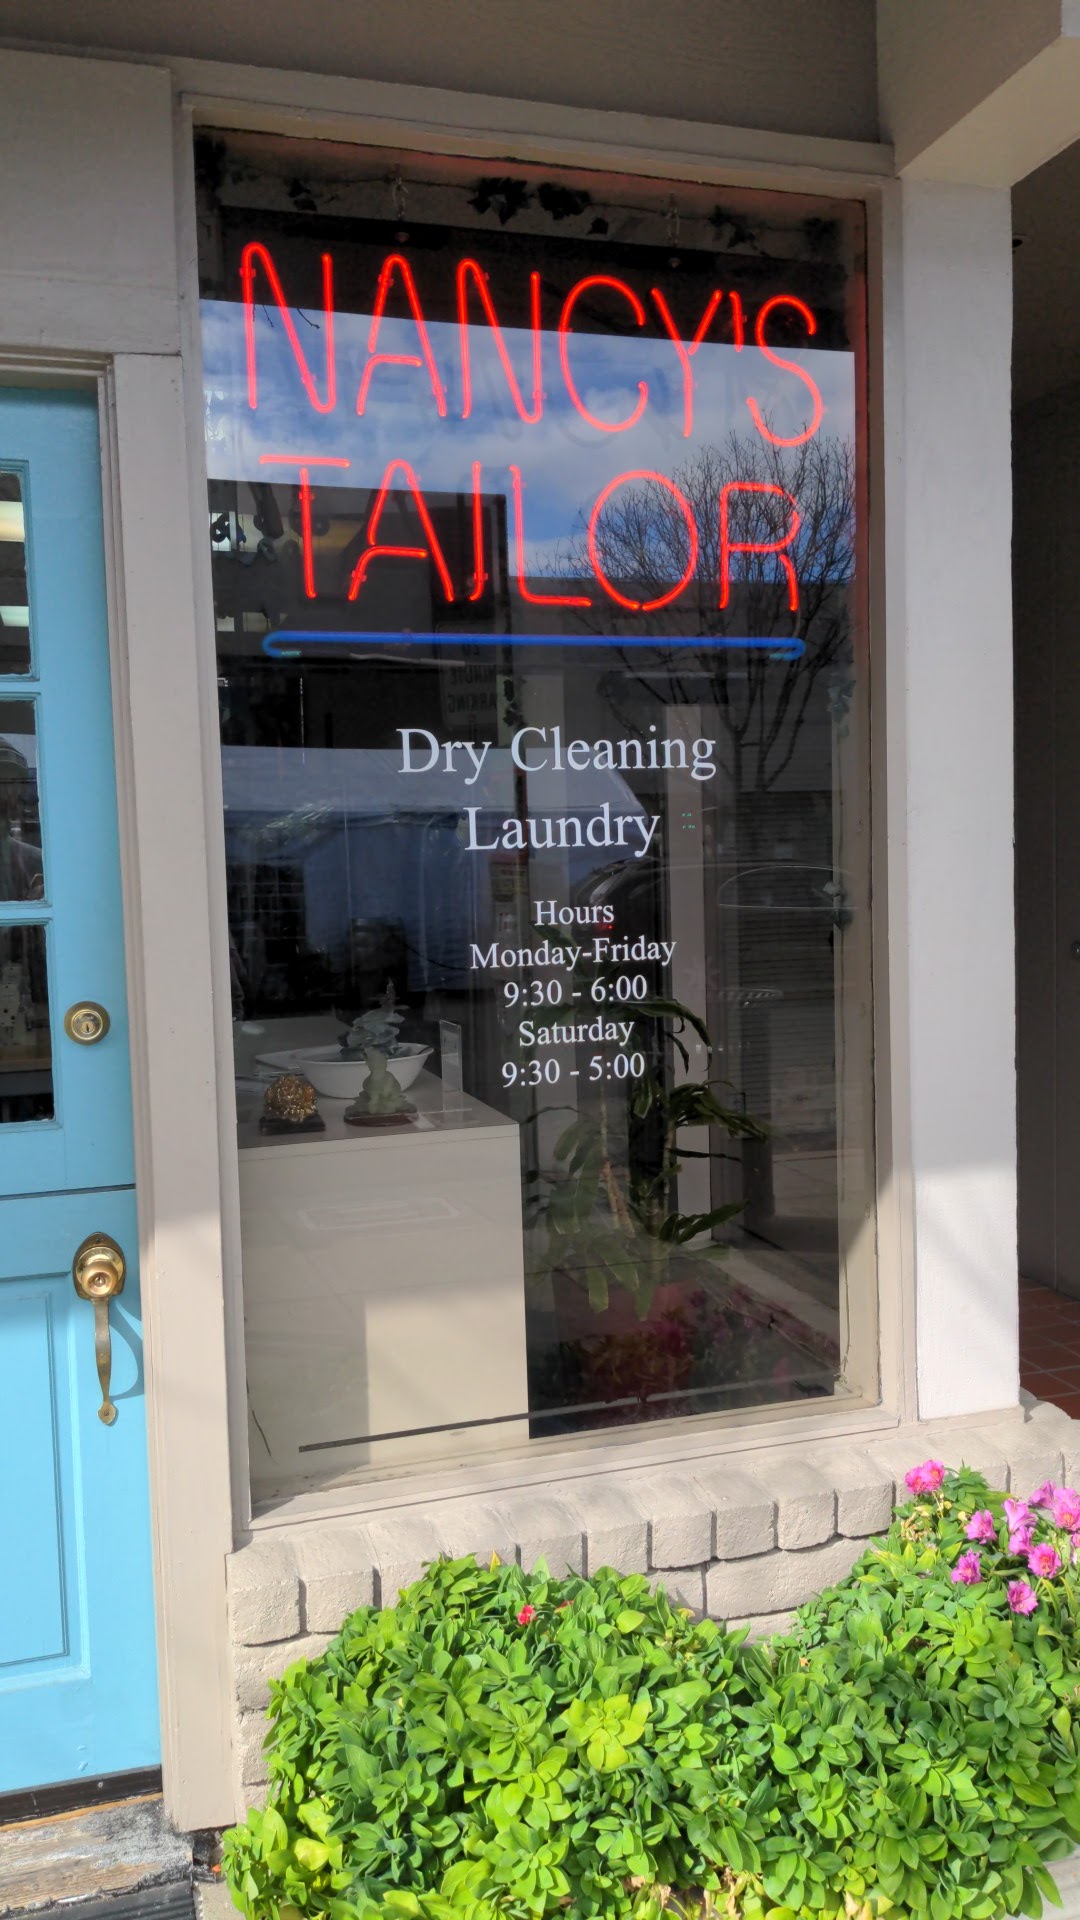 NANCY'S
TAILOR
Dry Cleaning
Laundry
Hours
Monday-Friday
9:30 - 6:00
Saturday
9:30 - 5:00